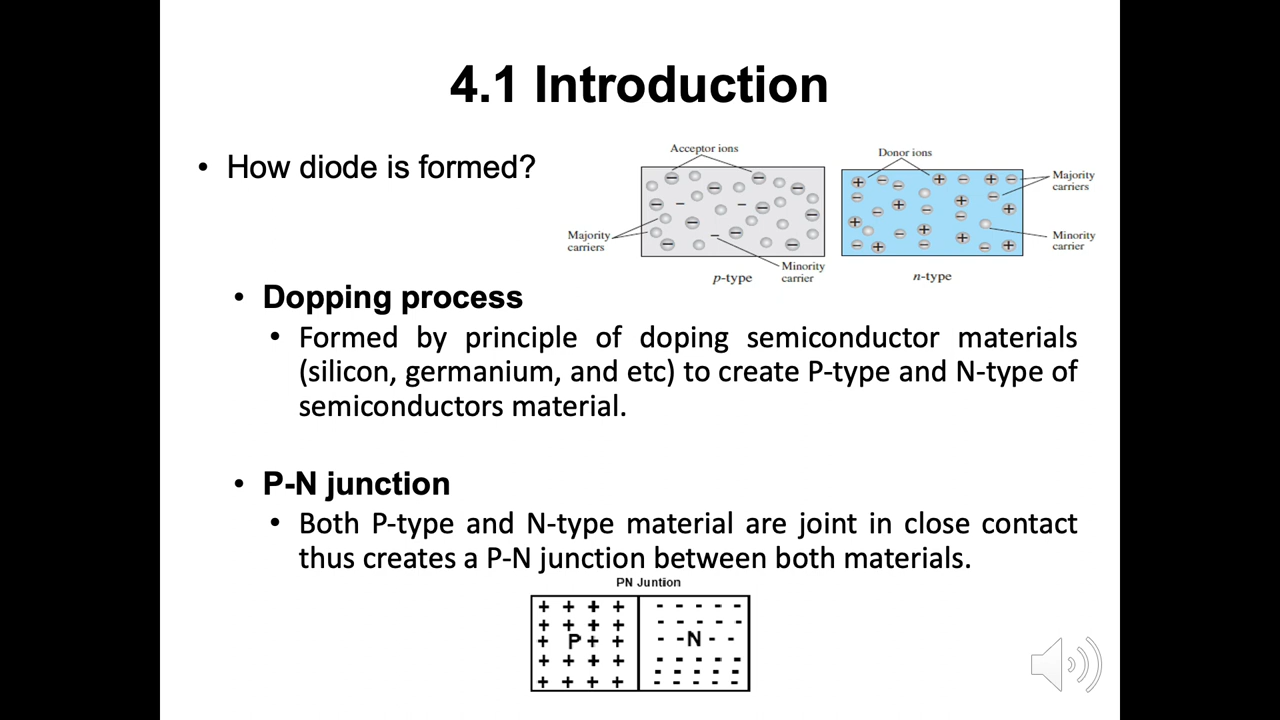 4.1 Introduction
• How diode is formed?
Acceptor ions
Donor ions
Majority
carriers
Majority
carriers
Minority
carrier
Minority
carrier
p-type
n-type
• Dopping process
• Formed by principle of doping semiconductor materials
(silicon, germanium, and etc) to create P-type and N-type of
semiconductors material.
• P-N junction
• Both P-type and N-type material are joint in close contact
thus creates a P-N junction between both materials.
PN Juntion
+ + + +
- - - - -
+ + + +
- - - - -
+ P + +
- - N - -
+ + + +
- - - - -
- - - - -
+ + + +
- - - - -